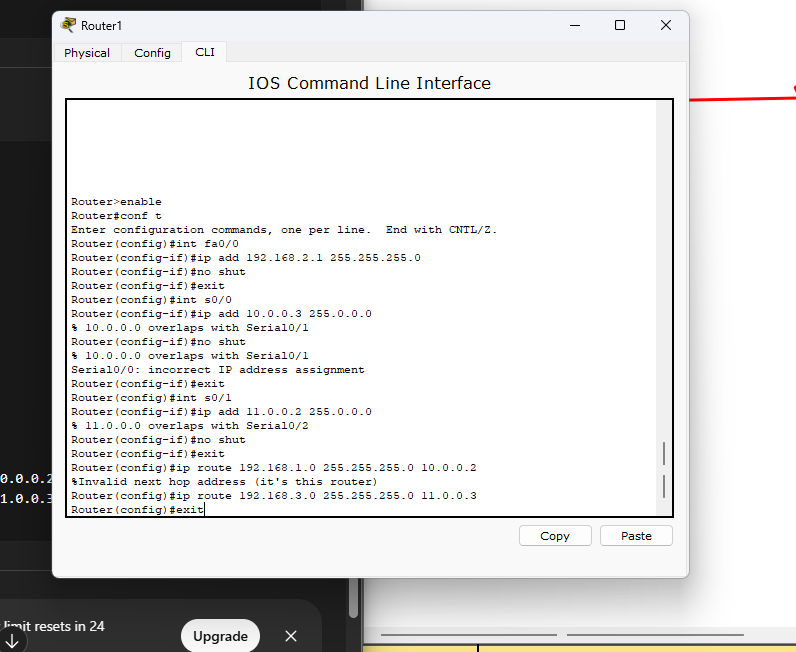 Router1
Physical Config CLI
IOS Command Line Interface
Router>enable
Router#conf t
Enter configuration commands, one per line.  End with CNTL/Z.
Router(config)#int fa0/0
Router(config-if)#ip add 192.168.2.1 255.255.255.0
Router(config-if)#no shut
Router(config-if)#exit
Router(config)#int s0/0
Router(config-if)#ip add 10.0.0.3 255.0.0.0
% 10.0.0.0 overlaps with Serial0/1
Router(config-if)#no shut
% 10.0.0.0 overlaps with Serial0/1
Serial0/0: incorrect IP address assignment
Router(config-if)#exit
Router(config)#int s0/1
Router(config-if)#ip add 11.0.0.2 255.0.0.0
% 11.0.0.0 overlaps with Serial0/2
Router(config-if)#no shut
Router(config-if)#exit
Router(config)#ip route 192.168.1.0 255.255.255.0 10.0.0.2
%Invalid next hop address (it's this router)
Router(config)#ip route 192.168.3.0 255.255.255.0 11.0.0.3
Router(config)#exit
Copy Paste
0.0.0.2
1.0.0.3
limit resets in 24
Upgrade